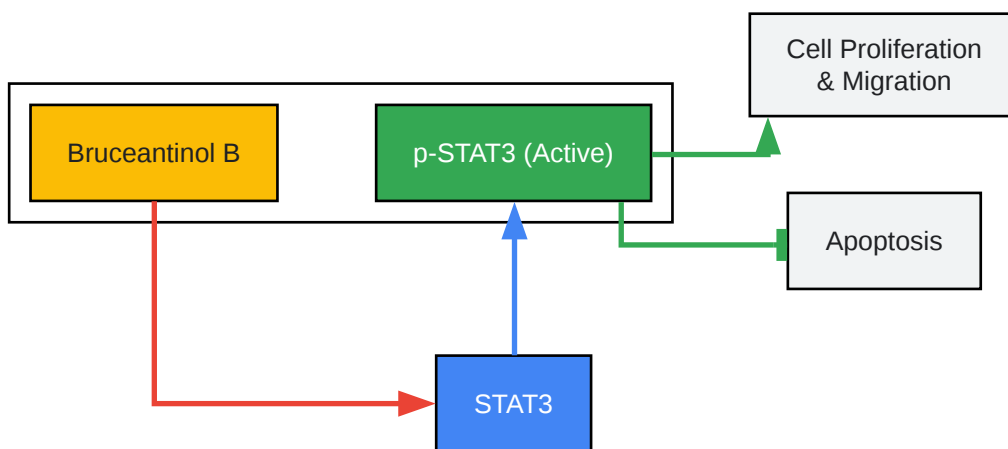 Cell Proliferation
& Migration
Bruceantinol B
p-STAT3 (Active)
Apoptosis
STAT3